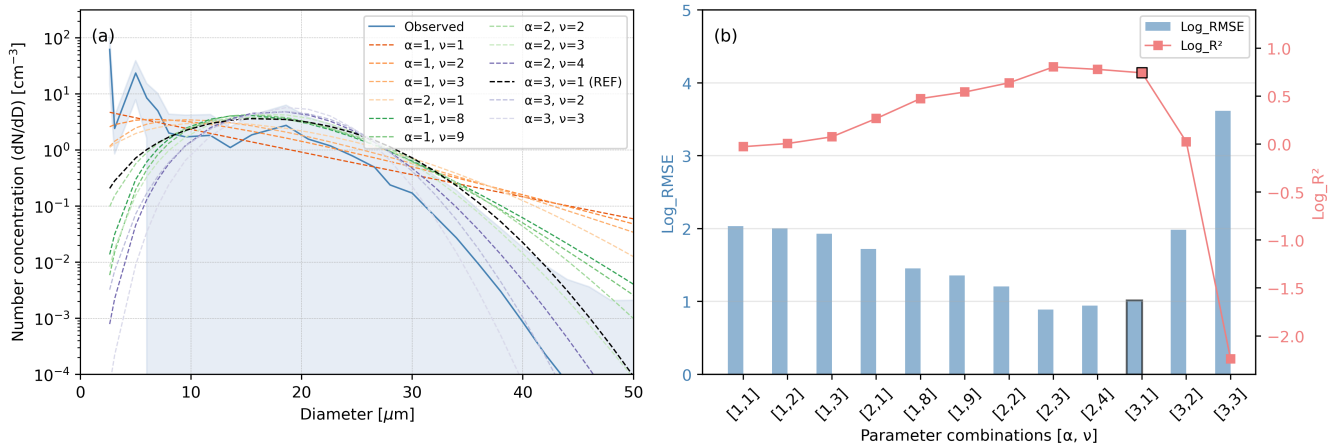 (a)
Observed
α=1, ν=1
α=1, ν=2
α=1, ν=3
α=2, ν=1
α=1, ν=8
α=1, ν=9
α=2, ν=2
α=2, ν=3
α=2, ν=4
α=3, ν=1 (REF)
α=3, ν=2
α=3, ν=3
Number concentration (dN/dD) [cm⁻³]
10²
10¹
10⁰
10⁻¹
10⁻²
10⁻³
10⁻⁴
0 10 20 30 40 50
Diameter [μm]
(b)
Log_RMSE
Log_R²
Log_RMSE
5
4
3
2
1
0
Log_R²
1.0
0.5
0.0
−0.5
−1.0
−1.5
−2.0
[1,1] [1,2] [1,3] [2,1] [1,8] [1,9] [2,2] [2,3] [2,4] [3,1] [3,2] [3,3]
Parameter combinations [α, ν]